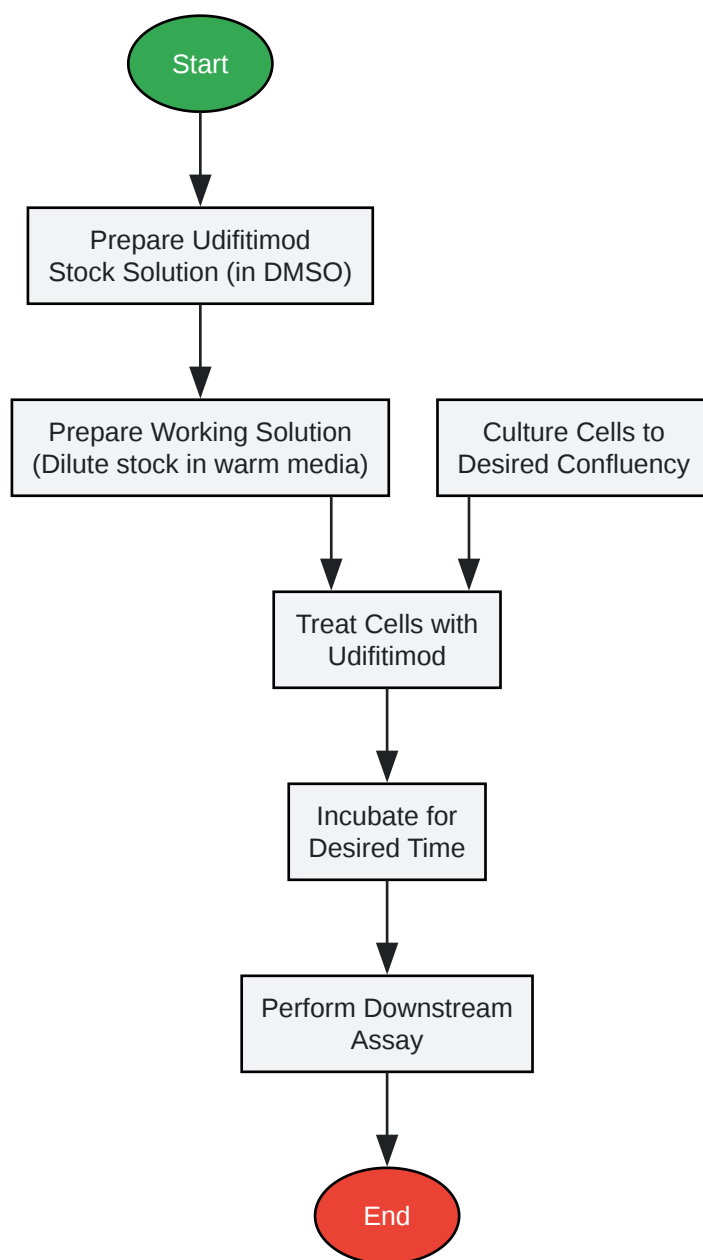 Start
Prepare Udifitimod
Stock Solution (in DMSO)
Prepare Working Solution
(Dilute stock in warm media)
Culture Cells to
Desired Confluency
Treat Cells with
Udifitimod
Incubate for
Desired Time
Perform Downstream
Assay
End